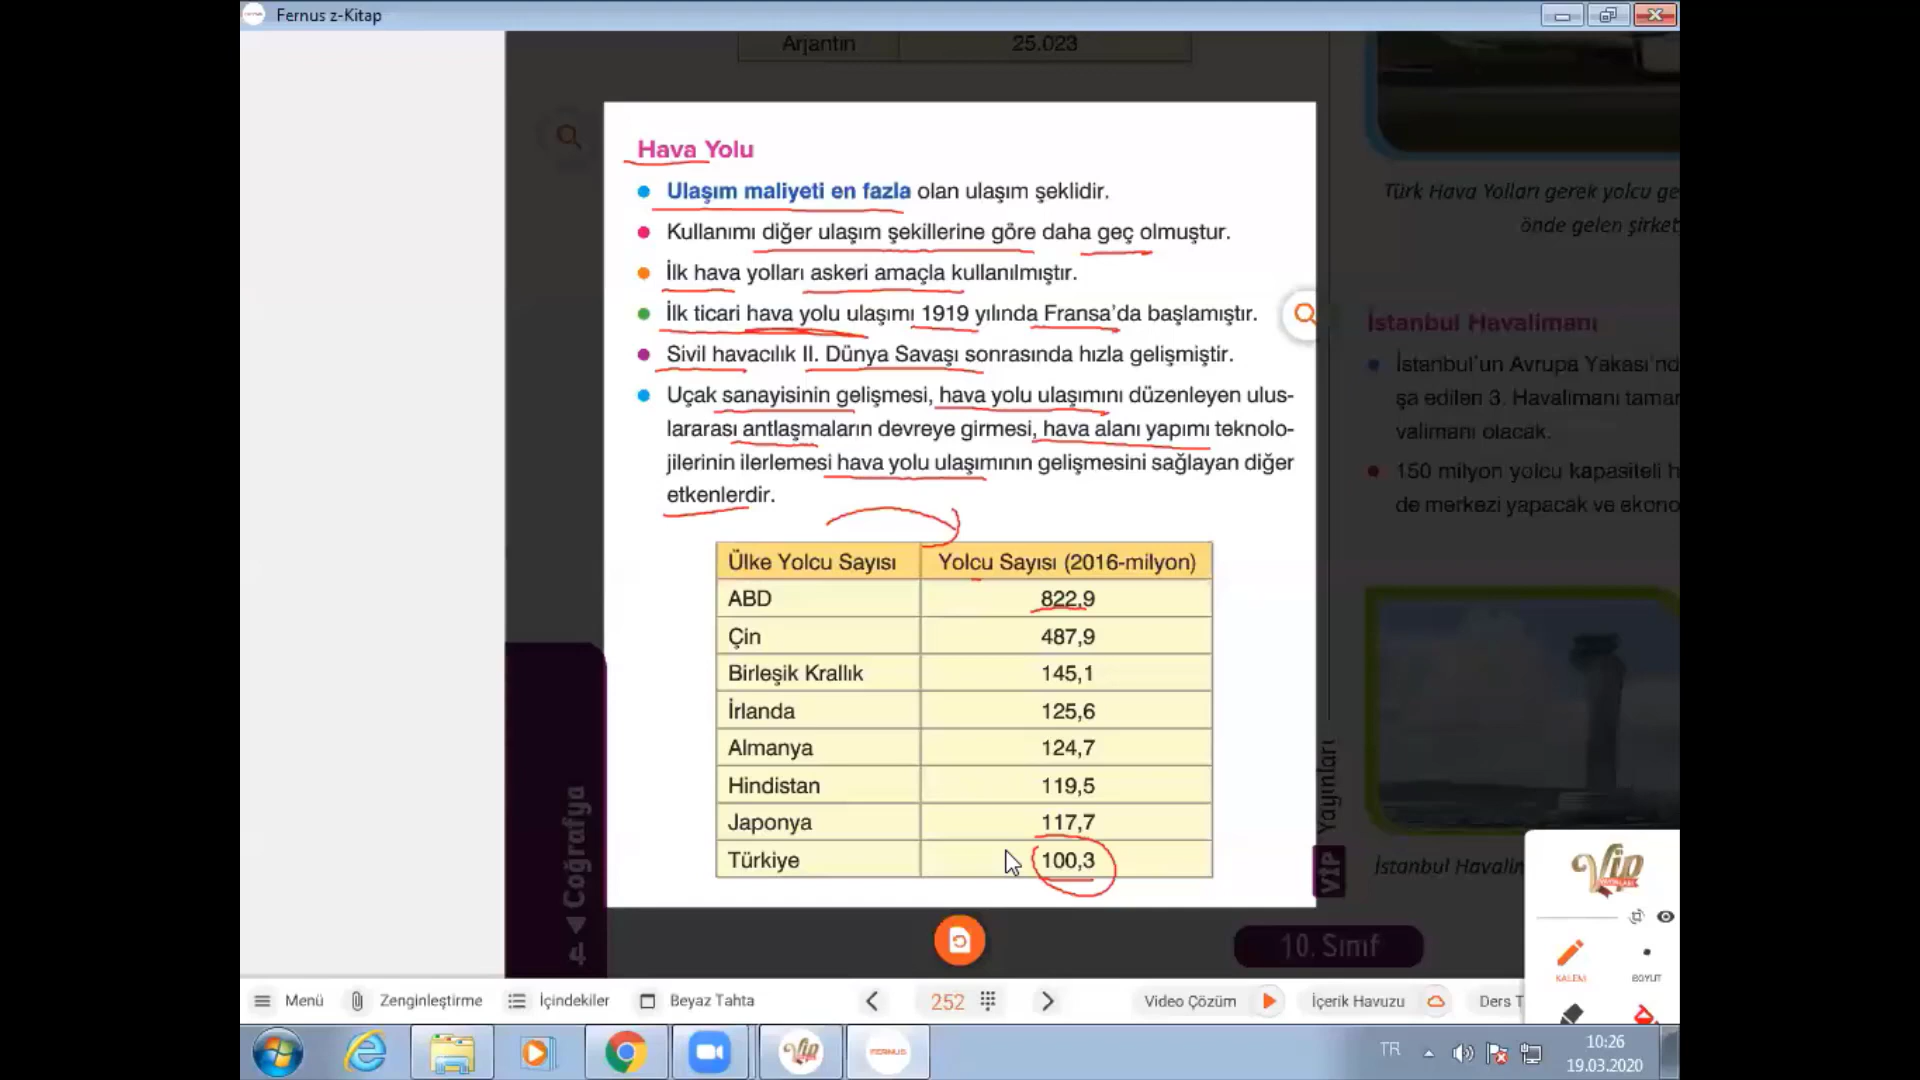 Fernus z-Kitap
Arjantin 25.023
Hava Yolu
Ulaşım maliyeti en fazla olan ulaşım şeklidir.
Kullanımı diğer ulaşım şekillerine göre daha geç olmuştur.
İlk hava yolları askeri amaçla kullanılmıştır.
İlk ticari hava yolu ulaşımı 1919 yılında Fransa'da başlamıştır.
Sivil havacılık II. Dünya Savaşı sonrasında hızla gelişmiştir.
Uçak sanayisinin gelişmesi, hava yolu ulaşımını düzenleyen ulus-
lararası antlaşmaların devreye girmesi, hava alanı yapımı teknolo-
jilerinin ilerlemesi hava yolu ulaşımının gelişmesini sağlayan diğer
etkenlerdir.
Ülke Yolcu Sayısı Yolcu Sayısı (2016-milyon)
ABD 822,9
Çin 487,9
Birleşik Krallık 145,1
İrlanda 125,6
Almanya 124,7
Hindistan 119,5
Japonya 117,7
Türkiye 100,3
Türk Hava Yolları gerek yolcu ge
önde gelen şirket
İstanbul Havalimanı
İstanbul'un Avrupa Yakası'nd
şa edilen 3. Havalimanı tamar
valimanı olacak.
150 milyon yolcu kapasiteli h
de merkezi yapacak ve ekono
İstanbul Havalin
VİP Yayınları
4 Coğrafya
10. Sınıf
Vip
YAYINLARI
KALEM BOYUT
Menü Zenginleştirme İçindekiler Beyaz Tahta 252 Video Çözüm İçerik Havuzu Ders T
Vip FERNUS TR 10:26
19.03.2020